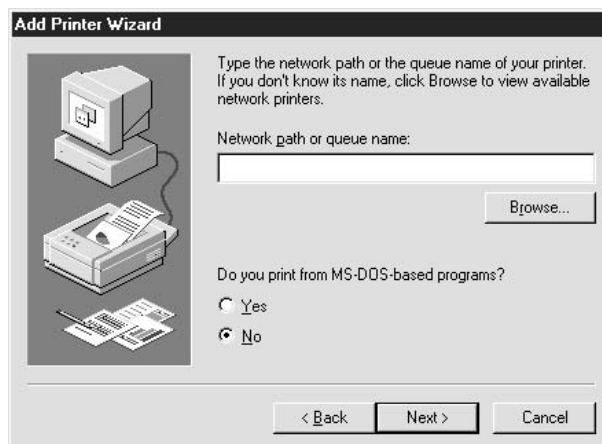 Add Printer Wizard
Type the network path or the queue name of your printer.
If you don't know its name, click Browse to view available
network printers.
Network path or queue name:
Browse...
Do you print from MS-DOS-based programs?
Yes
No
< Back
Next >
Cancel